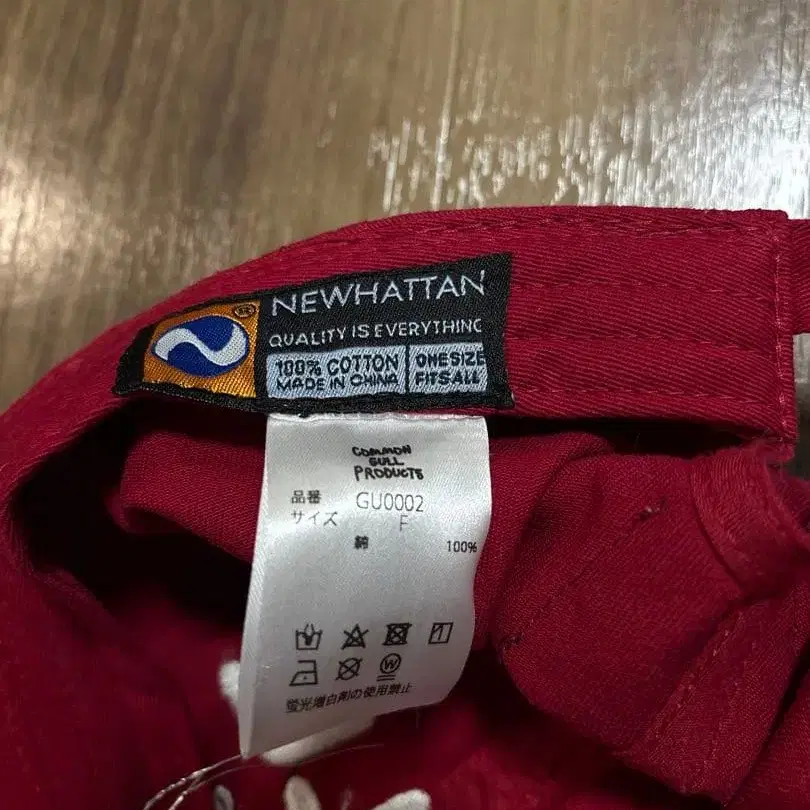 NEWHATTAN
QUALITY IS EVERYTHING
100% COTTON
MADE IN CHINA
ONE SIZE
FITS ALL
COMMON
GULL
PRODUCTS
品番 GU0002
サイズ F
綿 100%
蛍光増白剤の使用禁止